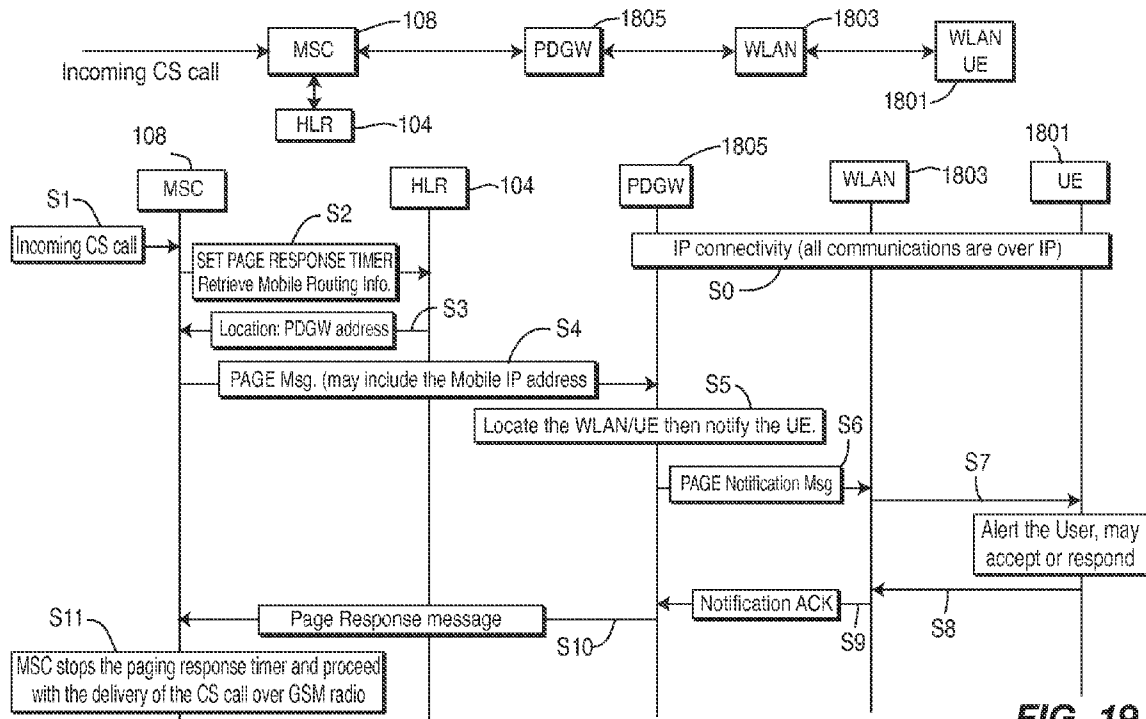 108
1805
1803
MSC
PDGW
WLAN
WLAN
UE
Incoming CS call
1801
HLR
104
108
1805
1801
MSC
HLR
104
PDGW
WLAN
1803
UE
S1
S2
Incoming CS call
SET PAGE RESPONSE TIMER
Retrieve Mobile Routing Info.
IP connectivity (all communications are over IP)
S0
S3
Location: PDGW address
S4
PAGE Msg. (may include the Mobile IP address
S5
Locate the WLAN/UE then notify the UE.
S6
PAGE Notification Msg
S7
Alert the User, may
accept or respond
Notification ACK
S8
S9
Page Response message
S10
S11
MSC stops the paging response timer and proceed
with the delivery of the CS call over GSM radio
FIG. 19